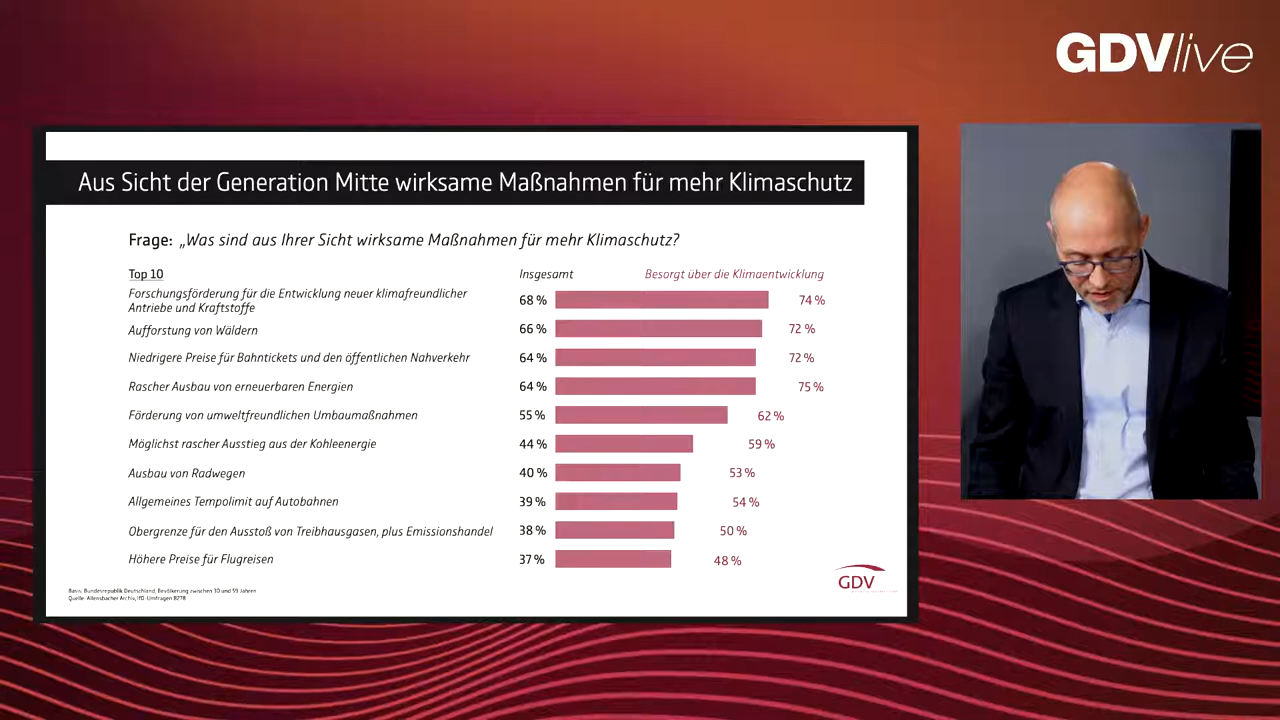 GDVlive
Aus Sicht der Generation Mitte wirksame Maßnahmen für mehr Klimaschutz
Frage: „Was sind aus Ihrer Sicht wirksame Maßnahmen für mehr Klimaschutz?
Top 10 Insgesamt Besorgt über die Klimaentwicklung
Forschungsförderung für die Entwicklung neuer klimafreundlicher
Antriebe und Kraftstoffe 68 % 74 %
Aufforstung von Wäldern 66 % 72 %
Niedrigere Preise für Bahntickets und den öffentlichen Nahverkehr 64 % 72 %
Rascher Ausbau von erneuerbaren Energien 64 % 75 %
Förderung von umweltfreundlichen Umbaumaßnahmen 55 % 62 %
Möglichst rascher Ausstieg aus der Kohleenergie 44 % 59 %
Ausbau von Radwegen 40 % 53 %
Allgemeines Tempolimit auf Autobahnen 39 % 54 %
Obergrenze für den Ausstoß von Treibhausgasen, plus Emissionshandel 38 % 50 %
Höhere Preise für Flugreisen 37 % 48 %
Basis: Bundesrepublik Deutschland, Bevölkerung zwischen 30 und 59 Jahren
Quelle: Allensbacher Archiv, IfD-Umfragen 8278
GDV